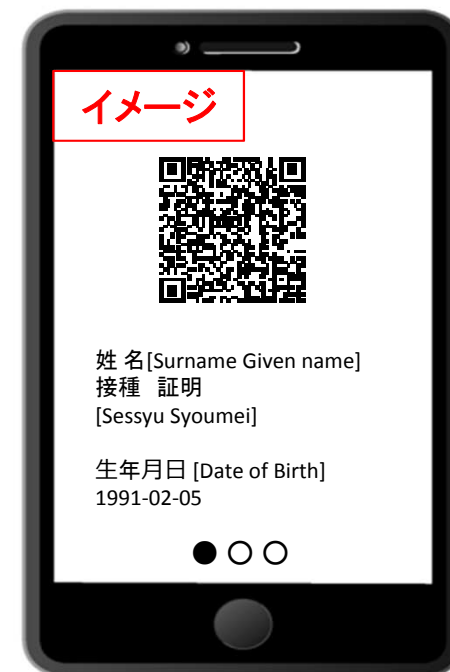 イメージ
姓 名[Surname Given name]
接種　証明
[Sessyu Syoumei]
生年月日 [Date of Birth]
1991-02-05